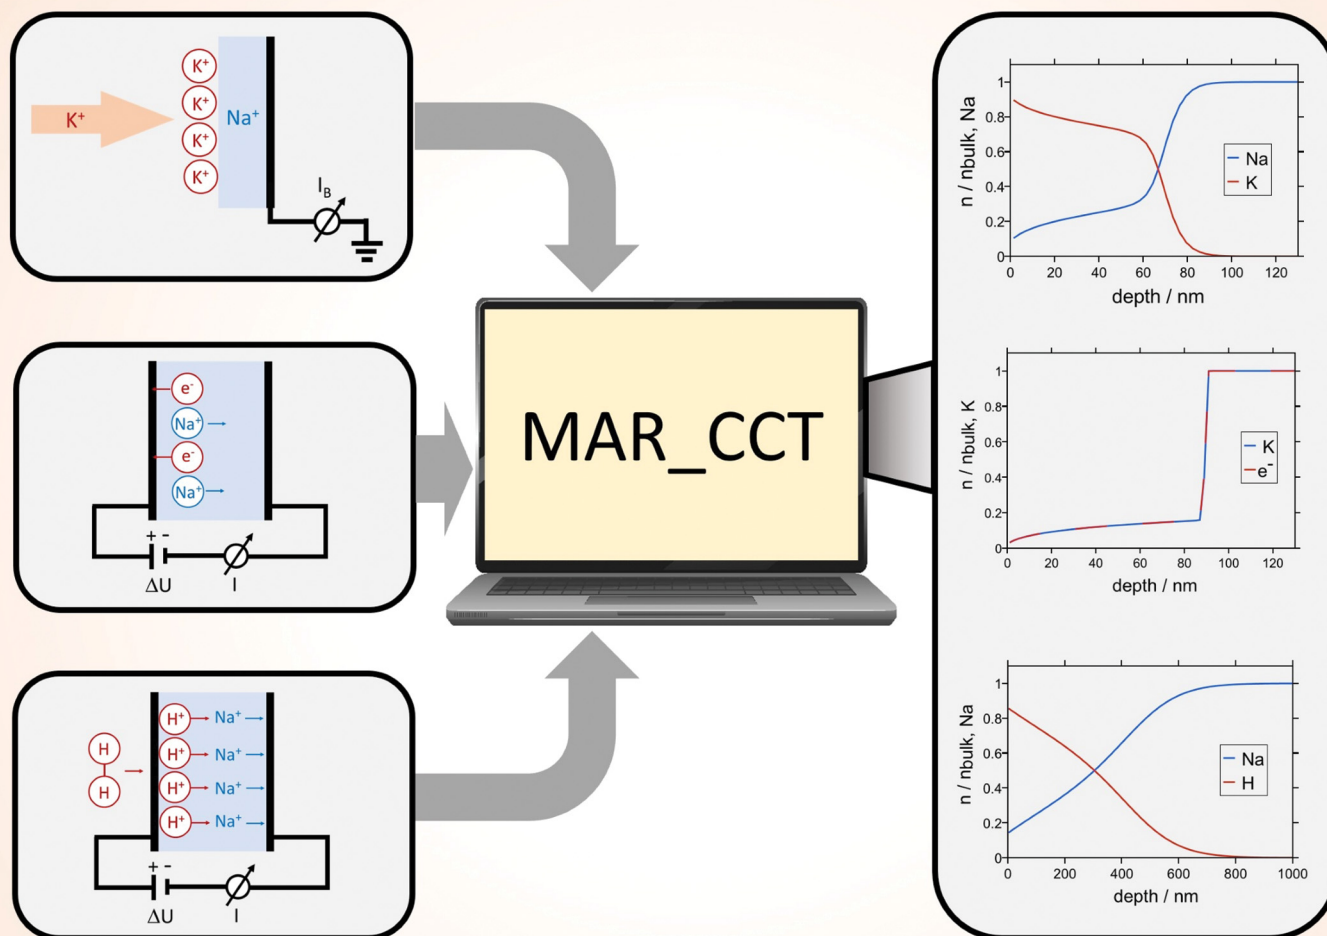 K⁺
K⁺
K⁺
K⁺
K⁺
Na⁺
I_B
e⁻
Na⁺
e⁻
Na⁺
+ -
ΔU
I
H
H
H⁺ Na⁺
H⁺ Na⁺
H⁺ Na⁺
H⁺ Na⁺
+ -
ΔU
I
MAR_CCT
n / nbulk, Na
1
0.8
0.6
0.4
0.2
0
0 20 40 60 80 100 120
depth / nm
Na
K
n / nbulk, K
1
0.8
0.6
0.4
0.2
0
0 20 40 60 80 100 120
depth / nm
K
e⁻
n / nbulk, Na
1
0.8
0.6
0.4
0.2
0
0 200 400 600 800 1000
depth / nm
Na
H